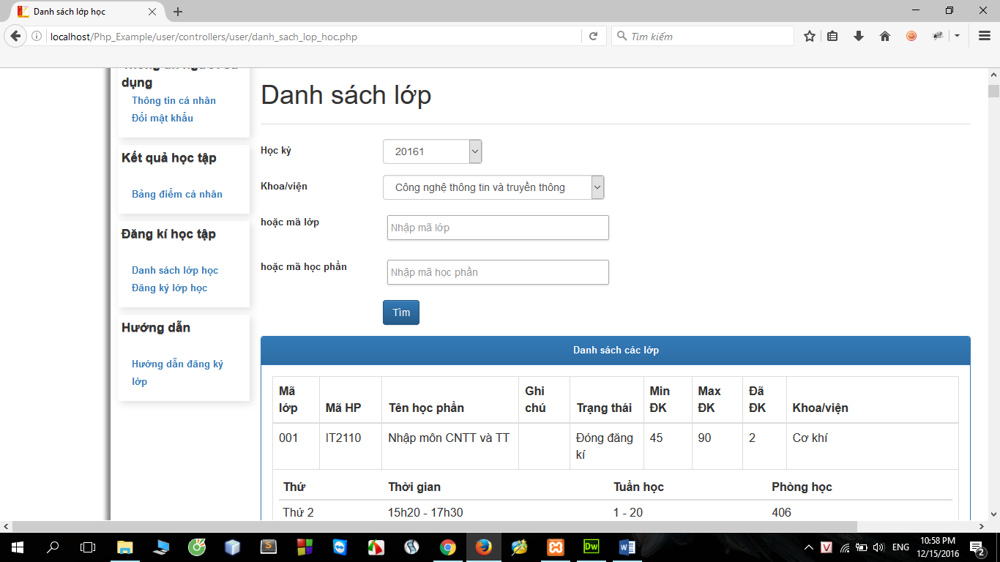 Danh sách lớp học
localhost/Php_Example/user/controllers/user/danh_sach_lop_hoc.php
Tìm kiếm
dụng
Thông tin cá nhân
Đổi mật khẩu
Kết quả học tập
Bảng điểm cá nhân
Đăng kí học tập
Danh sách lớp học
Đăng ký lớp học
Hướng dẫn
Hướng dẫn đăng ký
lớp
Danh sách lớp
Học kỳ
20161
Khoa/viện
Công nghệ thông tin và truyền thông
hoặc mã lớp
Nhập mã lớp
hoặc mã học phần
Nhập mã học phần
Tìm
Danh sách các lớp
Mã lớp Mã HP Tên học phần Ghi chú Trạng thái Min ĐK Max ĐK Đã ĐK Khoa/viện
001 IT2110 Nhập môn CNTT và TT Đóng đăng kí 45 90 2 Cơ khí
Thứ Thời gian Tuần học Phòng học
Thứ 2 15h20 - 17h30 1 - 20 406
ENG
10:58 PM
12/15/2016
2